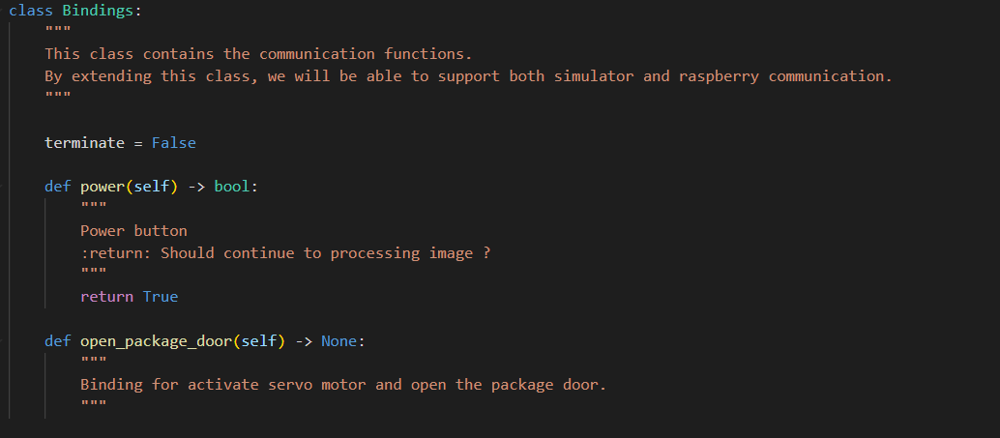 class Bindings:
"""
This class contains the communication functions.
By extending this class, we will be able to support both simulator and raspberry communication.
"""
terminate = False
def power(self) -> bool:
"""
Power button
:return: Should continue to processing image ?
"""
return True
def open_package_door(self) -> None:
"""
Binding for activate servo motor and open the package door.
"""